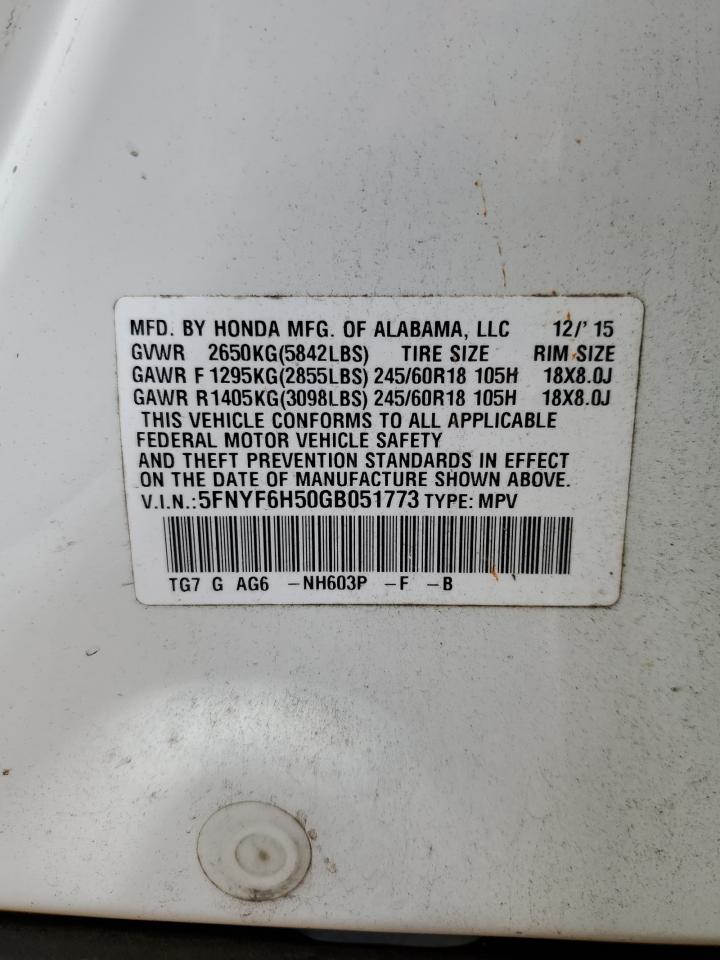 MFD. BY HONDA MFG. OF ALABAMA, LLC 12/'15
GVWR 2650KG(5842LBS) TIRE SIZE RIM SIZE
GAWR F 1295KG(2855LBS) 245/60R18 105H 18X8.0J
GAWR R1405KG(3098LBS) 245/60R18 105H 18X8.0J
THIS VEHICLE CONFORMS TO ALL APPLICABLE
FEDERAL MOTOR VEHICLE SAFETY
AND THEFT PREVENTION STANDARDS IN EFFECT
ON THE DATE OF MANUFACTURE SHOWN ABOVE.
V.I.N.: 5FNYF6H50GB051773 TYPE: MPV
TG7 G AG6 -NH603P -F -B